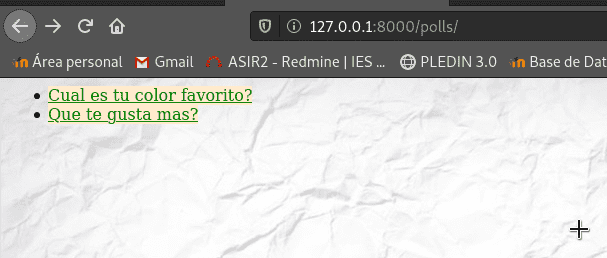 127.0.0.1:8000/polls/
Área personal Gmail ASIR2 - Redmine | IES ... PLEDIN 3.0 Base de Dat
Cual es tu color favorito?
Que te gusta mas?